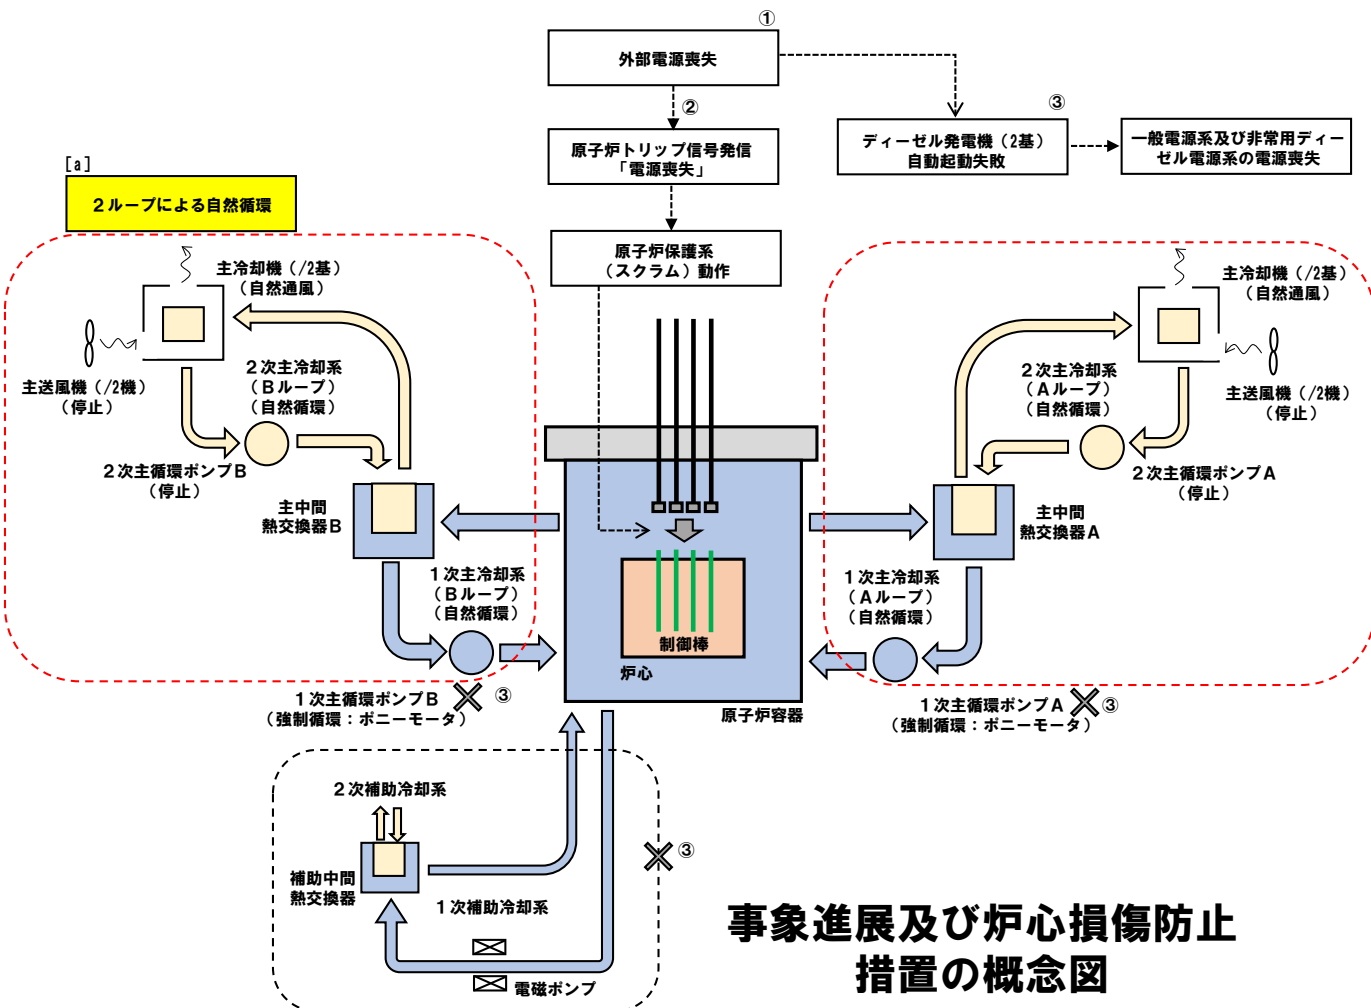 ①
外部電源喪失
②
③
原子炉トリップ信号発信
「電源喪失」
ディーゼル発電機（2基）
自動起動失敗
一般電源系及び非常用ディー
ゼル電源系の電源喪失
[a]
２ループによる自然循環
原子炉保護系
（スクラム）動作
主冷却機（/2基）
（自然通風）
主送風機（/2機）
（停止）
２次主冷却系
（Ｂループ）
（自然循環）
２次主循環ポンプＢ
（停止）
主中間
熱交換器Ｂ
１次主冷却系
（Ｂループ）
（自然循環）
１次主循環ポンプＢ
（強制循環：ポニーモータ）
③
制御棒
炉心
原子炉容器
主冷却機（/2基）
（自然通風）
主送風機（/2機）
（停止）
２次主冷却系
（Ａループ）
（自然循環）
２次主循環ポンプＡ
（停止）
主中間
熱交換器Ａ
１次主冷却系
（Ａループ）
（自然循環）
１次主循環ポンプＡ
（強制循環：ポニーモータ）
③
２次補助冷却系
③
補助中間
熱交換器
１次補助冷却系
電磁ポンプ
事象進展及び炉心損傷防止
措置の概念図